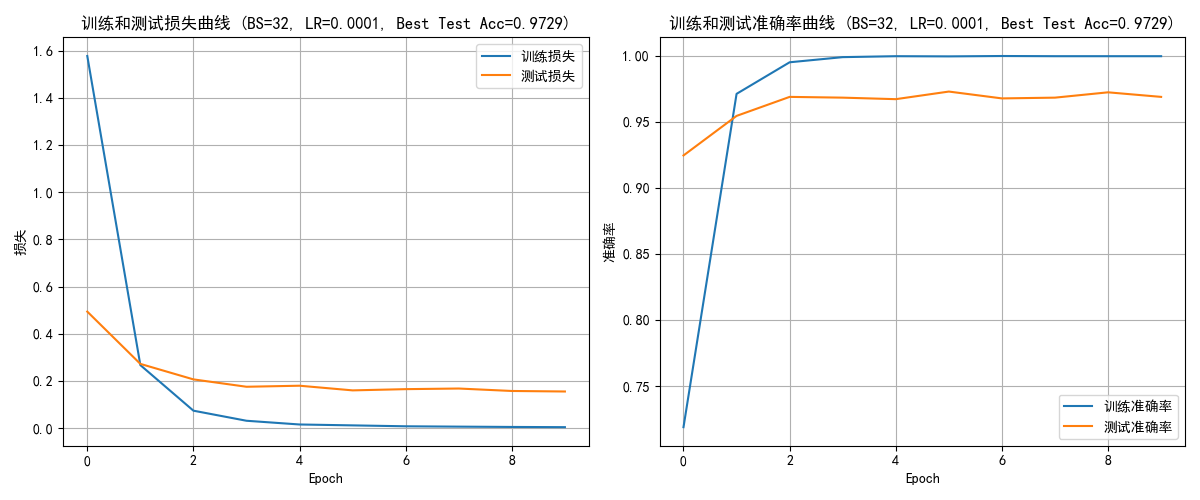 训练和测试损失曲线 (BS=32, LR=0.0001, Best Test Acc=0.9729)
训练损失
测试损失
1.6
1.4
1.2
1.0
0.8
0.6
0.4
0.2
0.0
损失
0
2
4
6
8
Epoch
训练和测试准确率曲线 (BS=32, LR=0.0001, Best Test Acc=0.9729)
1.00
0.95
0.90
0.85
0.80
0.75
准确率
训练准确率
测试准确率
0
2
4
6
8
Epoch